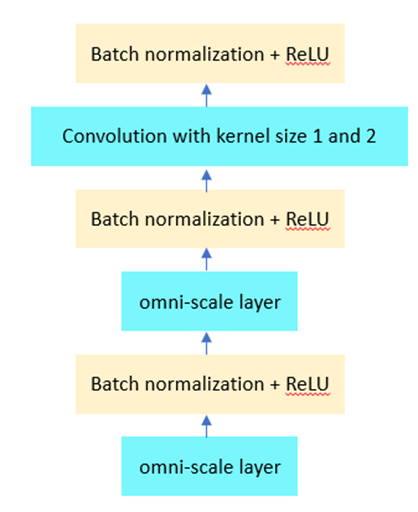 Batch normalization + ReLU
Convolution with kernel size 1 and 2
Batch normalization + ReLU
omni-scale layer
Batch normalization + ReLU
omni-scale layer